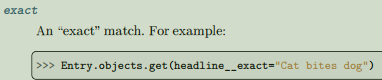 exact
An “exact” match. For example:
>>> Entry.objects.get(headline__exact="Cat bites dog")